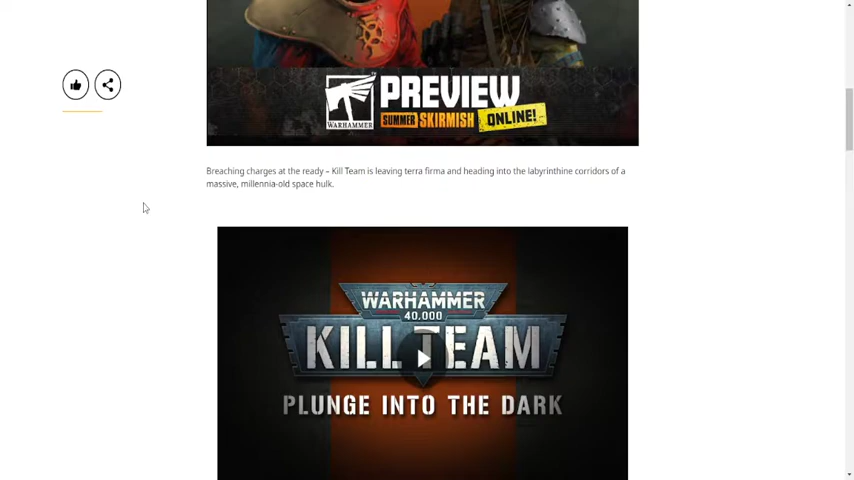 WARHAMMER
PREVIEW
SUMMER SKIRMISH ONLINE!
Breaching charges at the ready – Kill Team is leaving terra firma and heading into the labyrinthine corridors of a
massive, millennia-old space hulk.
WARHAMMER
40.000
KILL TEAM
PLUNGE INTO THE DARK